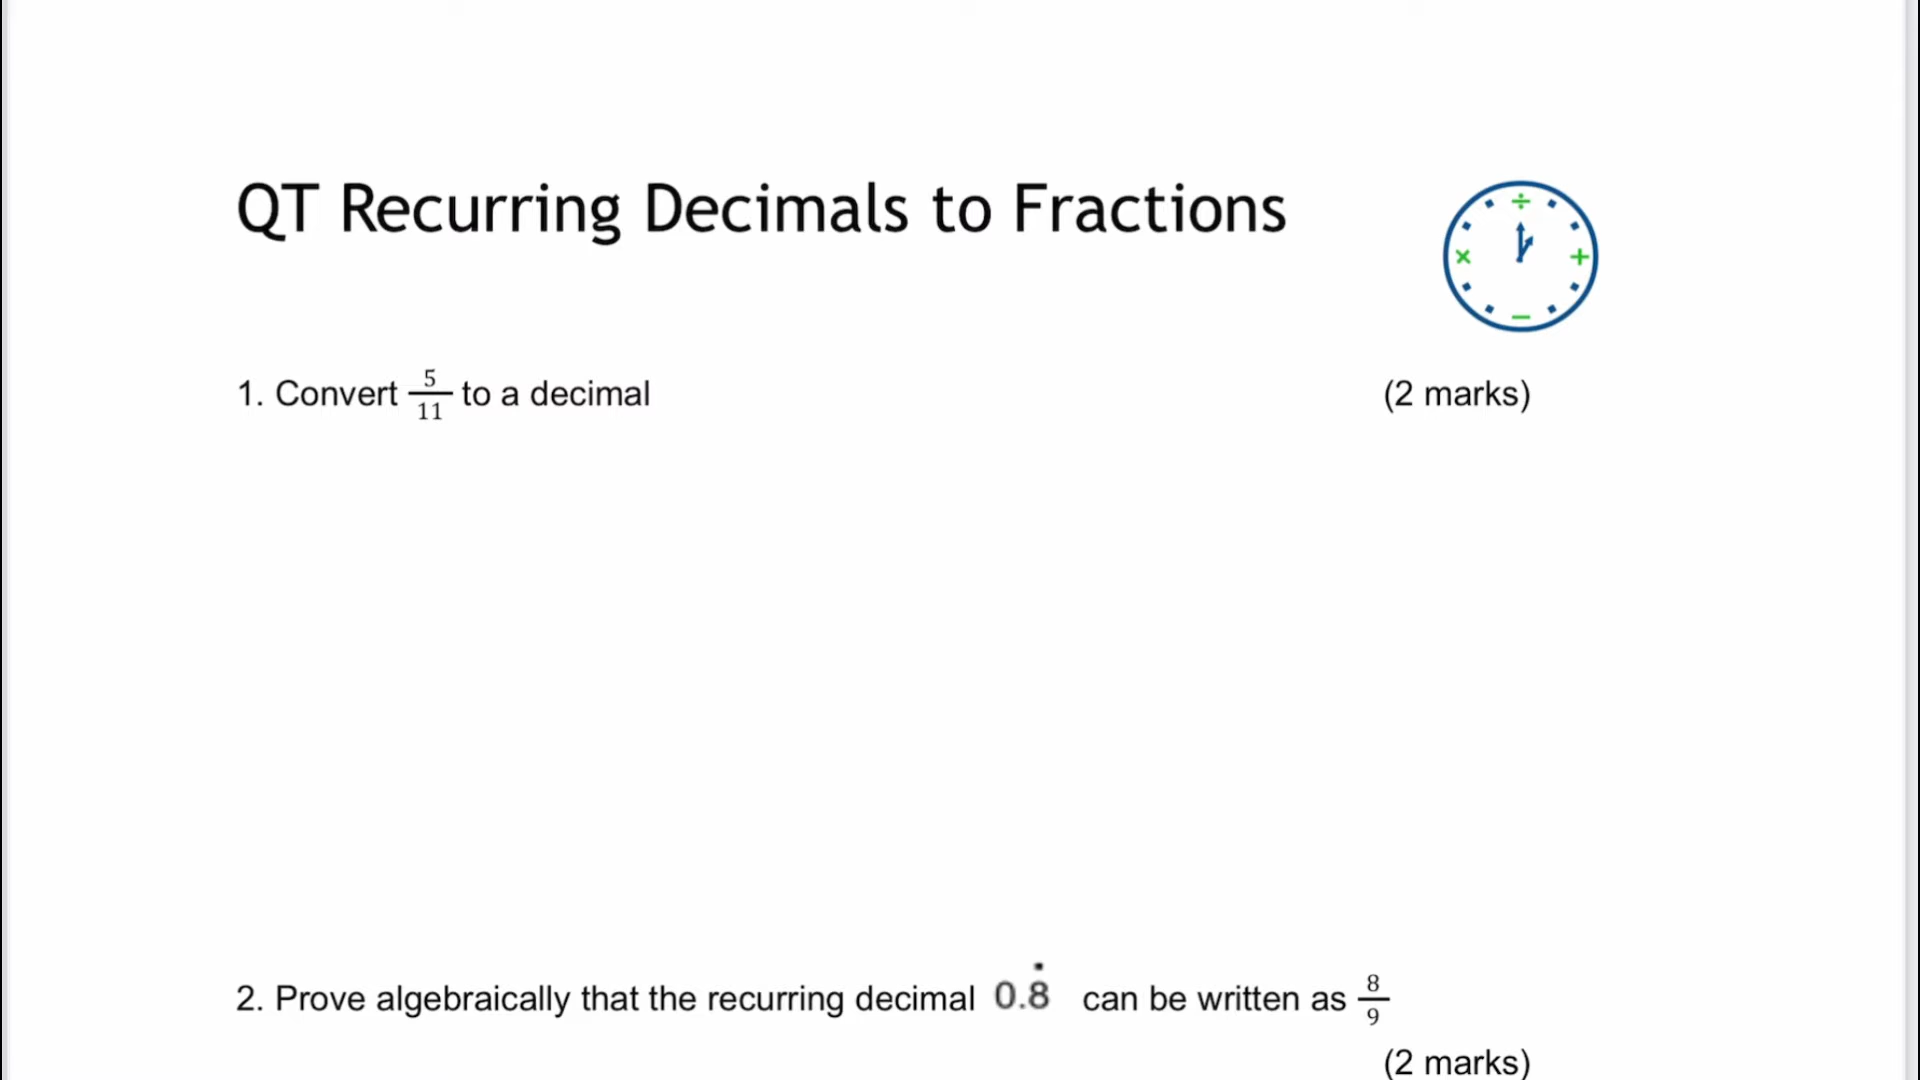 QT Recurring Decimals to Fractions
÷
× +
−
1. Convert 5/11 to a decimal (2 marks)
2. Prove algebraically that the recurring decimal 0.8̇ can be written as 8/9
(2 marks)